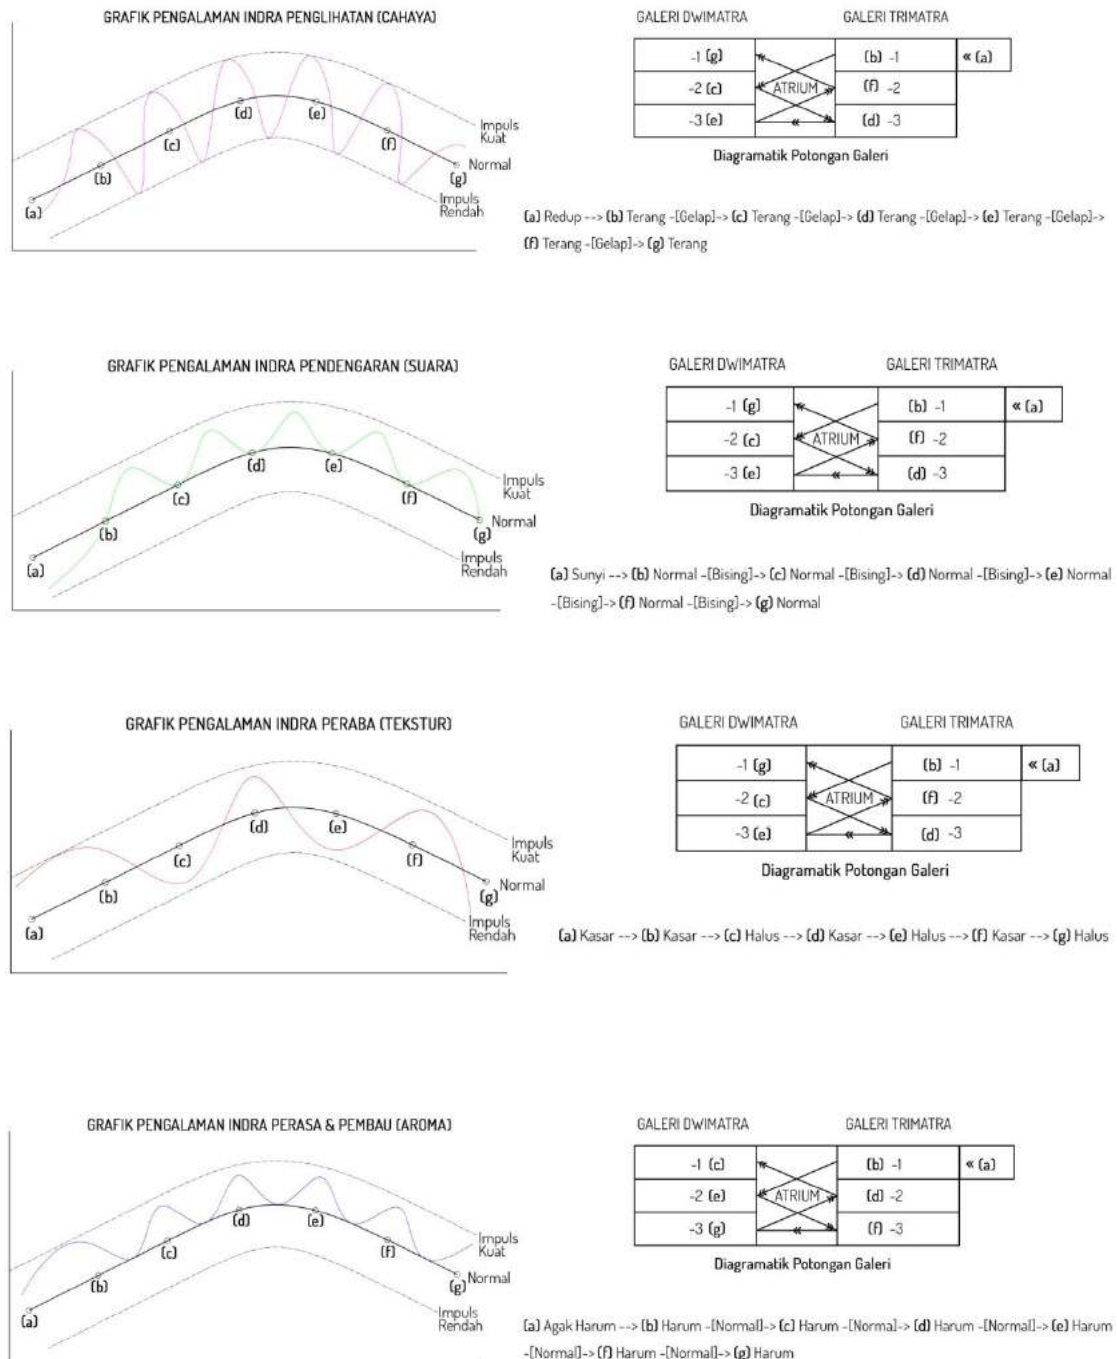 GRAFIK PENGALAMAN INDRA PENGLIHATAN (CAHAYA)
(a)
(b)
(c)
(d)
(e)
(f)
(g)
Impuls
Kuat
Normal
Impuls
Rendah
GALERI DWIMATRA
GALERI TRIMATRA
-1 (g)
(b) -1
« (a)
-2 (c)
ATRIUM
(f) -2
-3 (e)
(d) -3
Diagramatik Potongan Galeri
(a) Redup --> (b) Terang -[Gelap]-> (c) Terang -[Gelap]-> (d) Terang -[Gelap]-> (e) Terang -[Gelap]->
(f) Terang -[Gelap]-> (g) Terang
GRAFIK PENGALAMAN INDRA PENDENGARAN (SUARA)
(a)
(b)
(c)
(d)
(e)
(f)
(g)
Impuls
Kuat
Normal
Impuls
Rendah
GALERI DWIMATRA
GALERI TRIMATRA
-1 (g)
(b) -1
« (a)
-2 (c)
ATRIUM
(f) -2
-3 (e)
(d) -3
Diagramatik Potongan Galeri
(a) Sunyi --> (b) Normal -[Bising]-> (c) Normal -[Bising]-> (d) Normal -[Bising]-> (e) Normal
-[Bising]-> (f) Normal -[Bising]-> (g) Normal
GRAFIK PENGALAMAN INDRA PERABA (TEKSTUR)
(a)
(b)
(c)
(d)
(e)
(f)
(g)
Impuls
Kuat
Normal
Impuls
Rendah
GALERI DWIMATRA
GALERI TRIMATRA
-1 (g)
(b) -1
« (a)
-2 (c)
ATRIUM
(f) -2
-3 (e)
(d) -3
Diagramatik Potongan Galeri
(a) Kasar --> (b) Kasar --> (c) Halus --> (d) Kasar --> (e) Halus --> (f) Kasar --> (g) Halus
GRAFIK PENGALAMAN INDRA PERASA & PEMBAU (AROMA)
(a)
(b)
(c)
(d)
(e)
(f)
(g)
Impuls
Kuat
Normal
Impuls
Rendah
GALERI DWIMATRA
GALERI TRIMATRA
-1 (c)
(b) -1
« (a)
-2 (e)
ATRIUM
(d) -2
-3 (g)
(f) -3
Diagramatik Potongan Galeri
(a) Agak Harum --> (b) Harum -[Normal]-> (c) Harum -[Normal]-> (d) Harum -[Normal]-> (e) Harum
-[Normal]-> (f) Harum -[Normal]-> (g) Harum